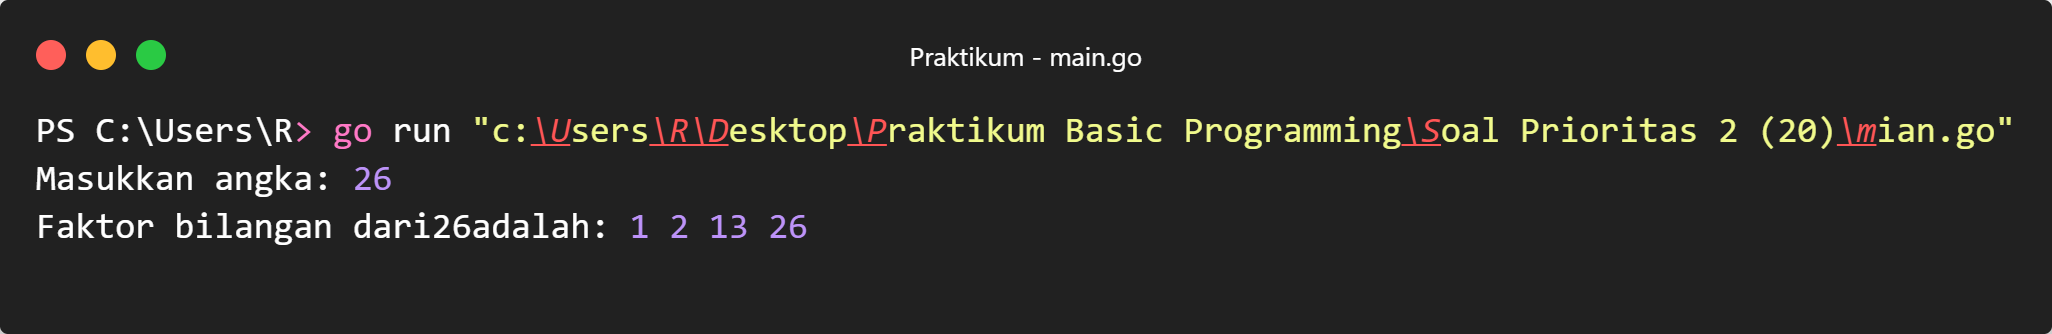 Praktikum - main.go
PS C:\Users\R> go run "c:\Users\R\Desktop\Praktikum Basic Programming\Soal Prioritas 2 (20)\mian.go"
Masukkan angka: 26
Faktor bilangan dari26adalah: 1 2 13 26